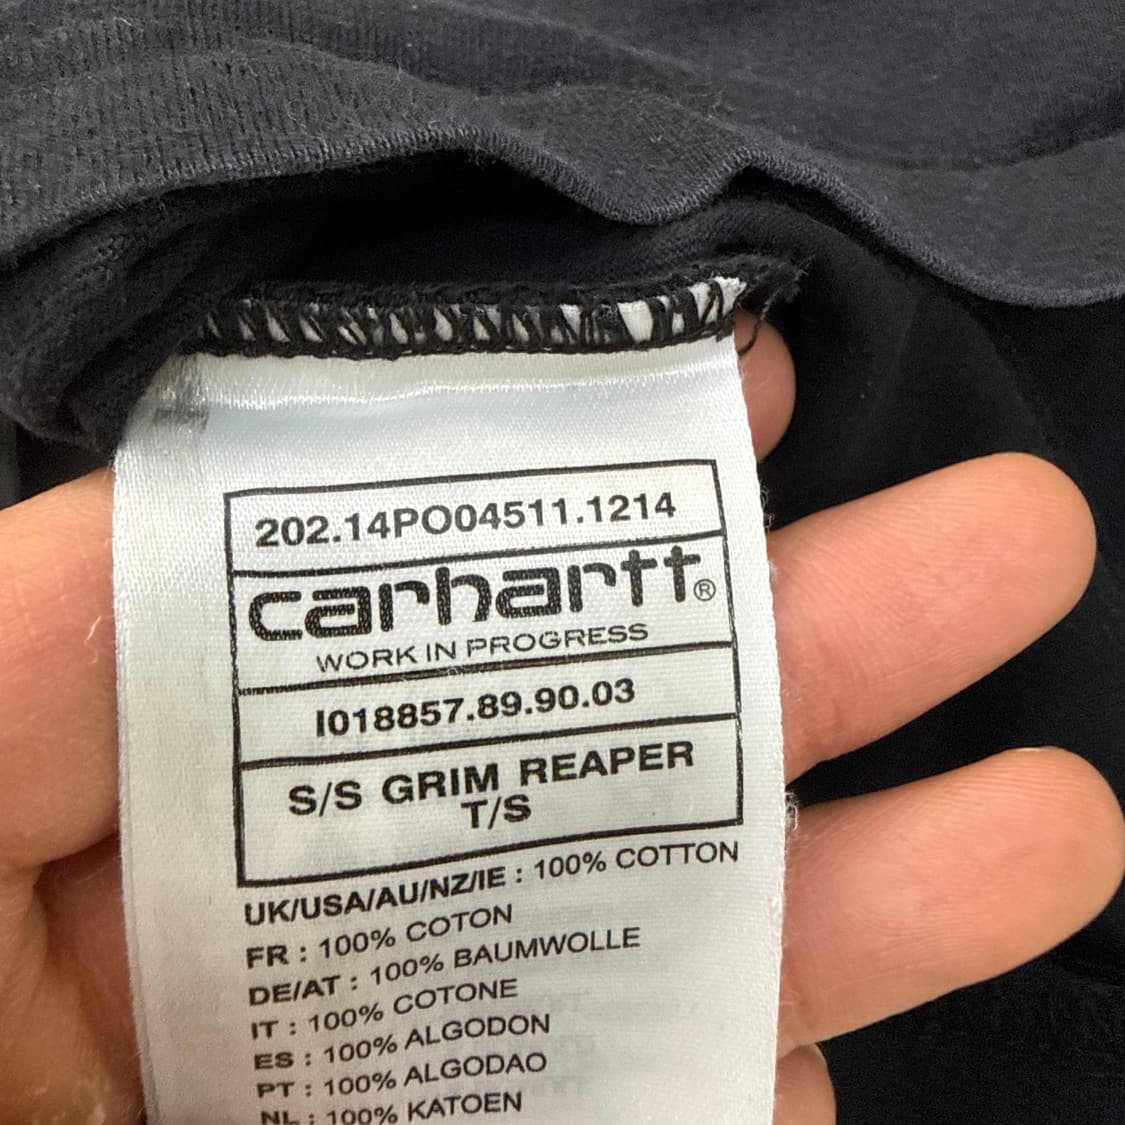 202.14PO04511.1214
carhartt®
WORK IN PROGRESS
I018857.89.90.03
S/S GRIM REAPER
T/S
UK/USA/AU/NZ/IE : 100% COTTON
FR : 100% COTON
DE/AT : 100% BAUMWOLLE
IT : 100% COTONE
ES : 100% ALGODON
PT : 100% ALGODAO
NL : 100% KATOEN